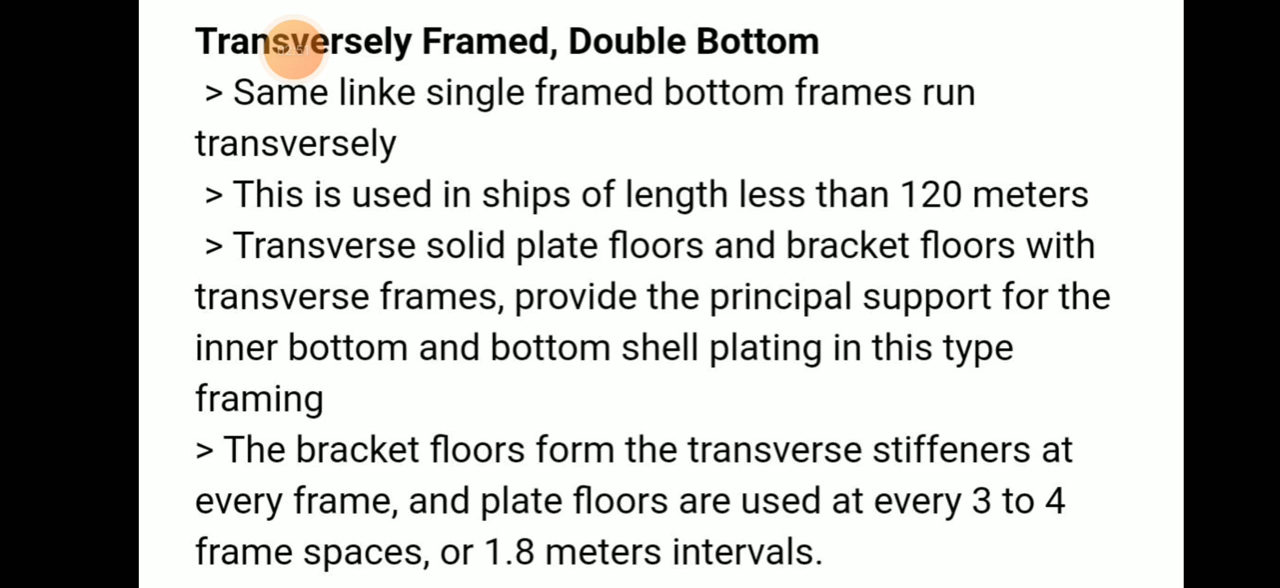 Transversely Framed, Double Bottom
> Same linke single framed bottom frames run
transversely
> This is used in ships of length less than 120 meters
> Transverse solid plate floors and bracket floors with
transverse frames, provide the principal support for the
inner bottom and bottom shell plating in this type
framing
> The bracket floors form the transverse stiffeners at
every frame, and plate floors are used at every 3 to 4
frame spaces, or 1.8 meters intervals.